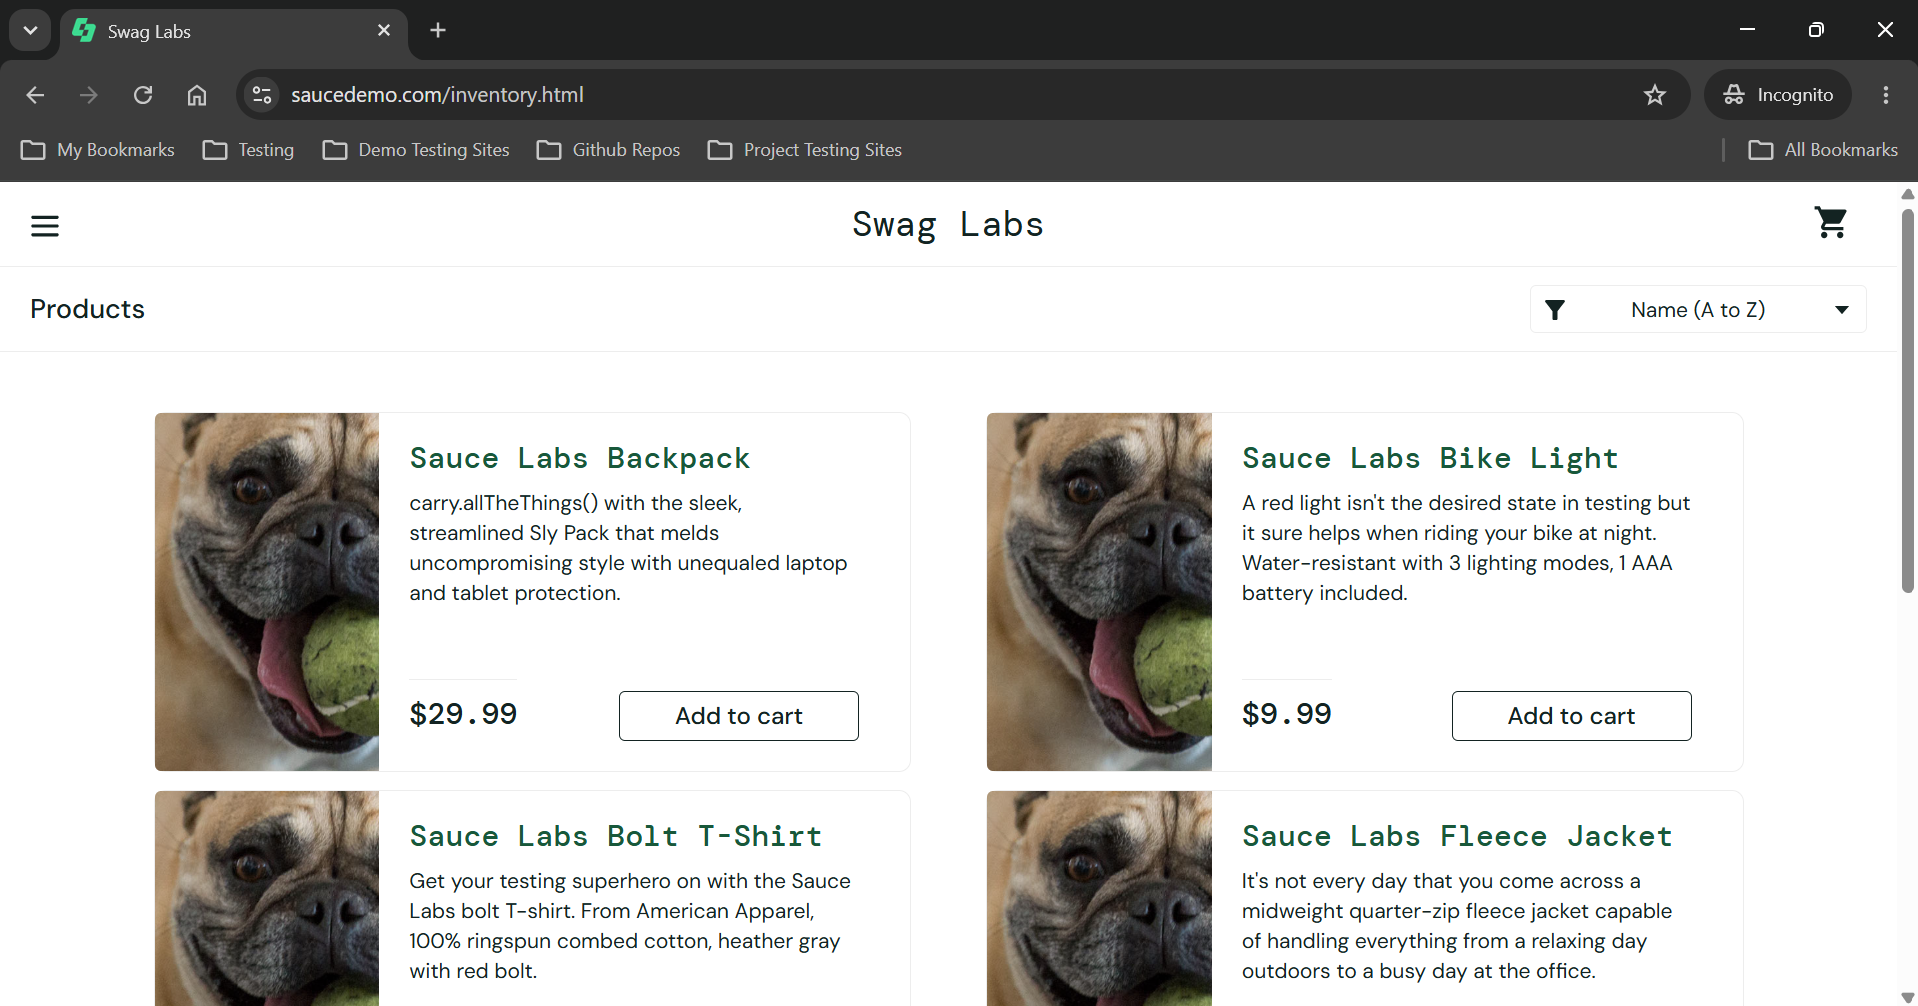 Swag Labs
saucedemo.com/inventory.html
Incognito
My Bookmarks
Testing
Demo Testing Sites
Github Repos
Project Testing Sites
All Bookmarks
Swag Labs
Products
Name (A to Z)
Sauce Labs Backpack
carry.allTheThings() with the sleek,
streamlined Sly Pack that melds
uncompromising style with unequaled laptop
and tablet protection.
$29.99
Add to cart
Sauce Labs Bike Light
A red light isn't the desired state in testing but
it sure helps when riding your bike at night.
Water-resistant with 3 lighting modes, 1 AAA
battery included.
$9.99
Add to cart
Sauce Labs Bolt T-Shirt
Get your testing superhero on with the Sauce
Labs bolt T-shirt. From American Apparel,
100% ringspun combed cotton, heather gray
with red bolt.
Sauce Labs Fleece Jacket
It's not every day that you come across a
midweight quarter-zip fleece jacket capable
of handling everything from a relaxing day
outdoors to a busy day at the office.